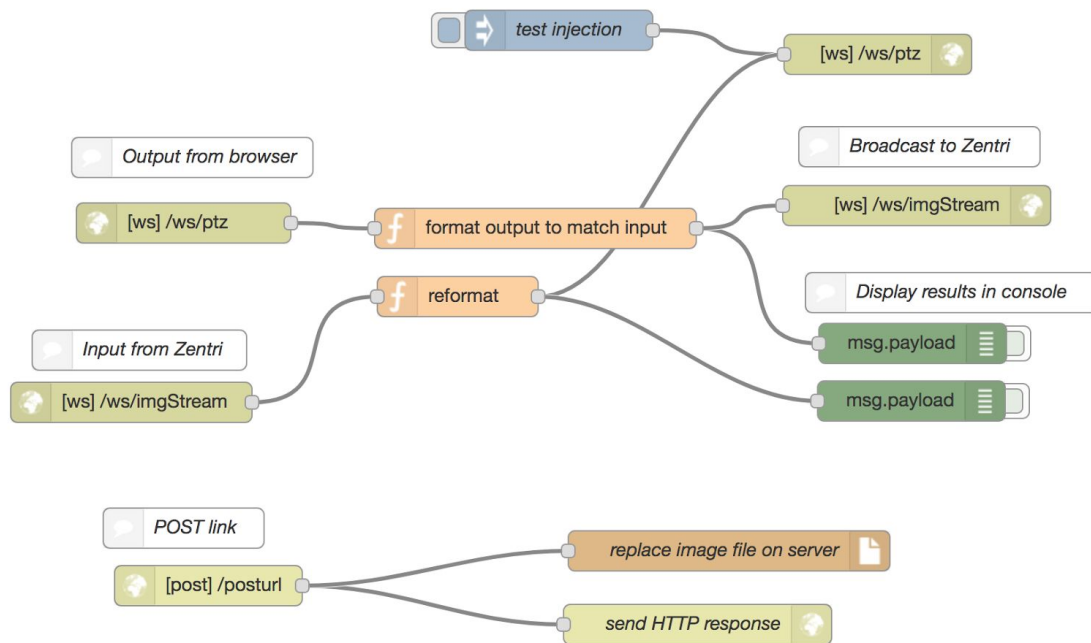 test injection
[ws] /ws/ptz
Output from browser
Broadcast to Zentri
[ws] /ws/ptz
format output to match input
[ws] /ws/imgStream
reformat
Display results in console
Input from Zentri
msg.payload
[ws] /ws/imgStream
msg.payload
POST link
replace image file on server
[post] /posturl
send HTTP response